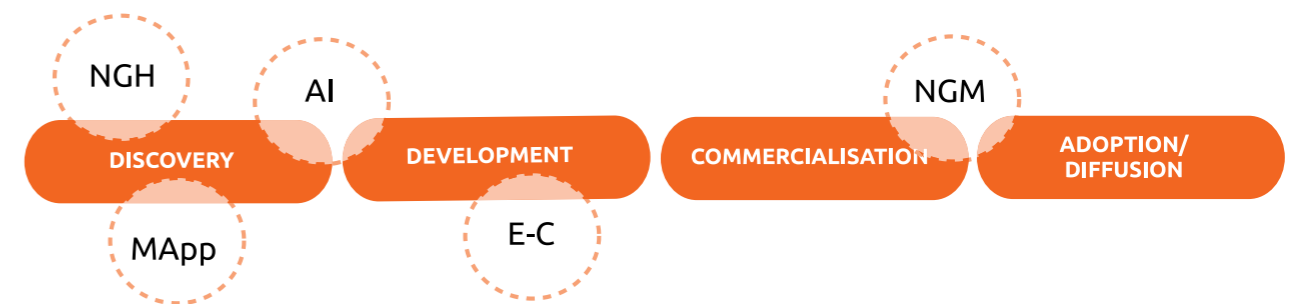 NGH
AI
NGM
DISCOVERY
DEVELOPMENT
COMMERCIALISATION
ADOPTION/
DIFFUSION
MApp
E-C